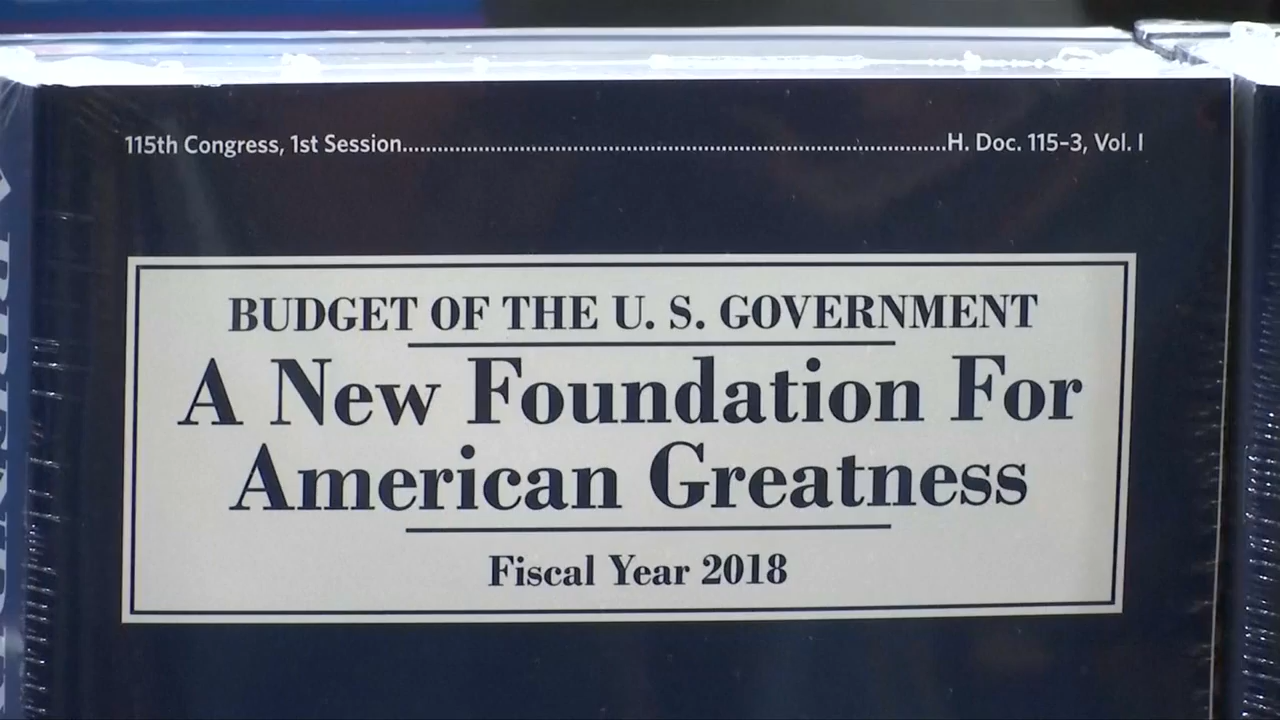 115th Congress, 1st Session..........................................................................................H. Doc. 115–3, Vol. I
BUDGET OF THE U. S. GOVERNMENT
A New Foundation For
American Greatness
Fiscal Year 2018